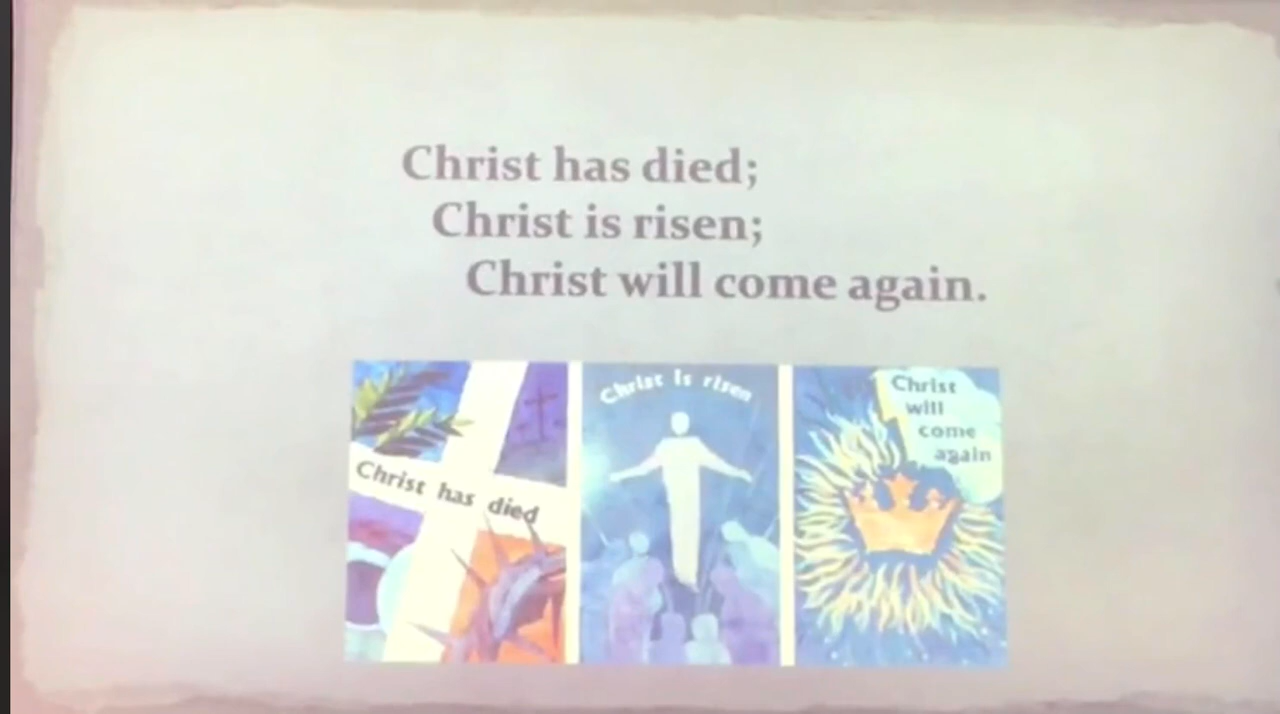 Christ has died;
Christ is risen;
Christ will come again.
Christ has died
Christ is risen
Christ
will
come
again